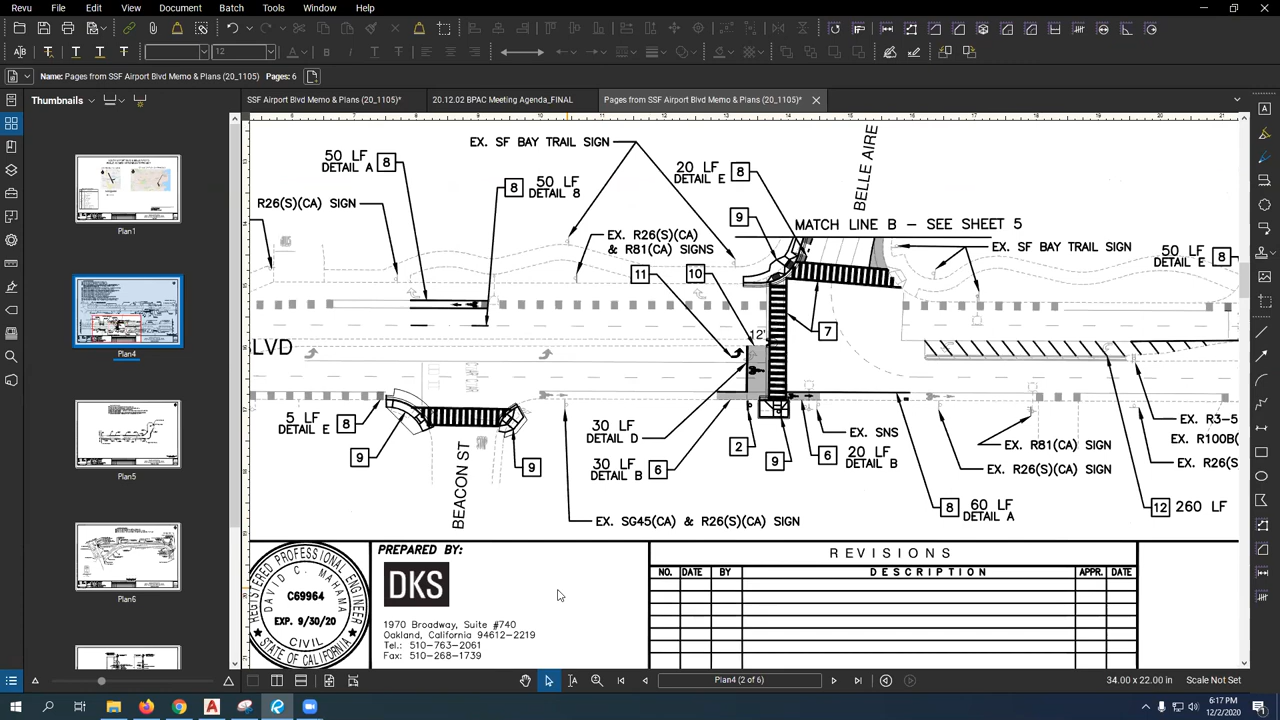 Revu File Edit View Document Batch Tools Window Help
12
Name: Pages from SSF Airport Blvd Memo & Plans (20_1105) Pages: 6
Thumbnails
SSF Airport Blvd Memo & Plans (20_1105)*
20.12.02 BPAC Meeting Agenda_FINAL
Pages from SSF Airport Blvd Memo & Plans (20_1105)*
Plan1
Plan4
Plan5
Plan6
EX. SF BAY TRAIL SIGN
50 LF
DETAIL A
8
R26(S)(CA) SIGN
8
50 LF
DETAIL 8
EX. R26(S)(CA)
& R81(CA) SIGNS
20 LF
DETAIL E
8
9
11
10
BELLE AIRE
MATCH LINE B - SEE SHEET 5
EX. SF BAY TRAIL SIGN
50 LF
DETAIL E
8
12'
7
LVD
5 LF
DETAIL E
8
9
9
BEACON ST
30 LF
DETAIL D
30 LF
DETAIL B
6
2
9
EX. SNS
6
20 LF
DETAIL B
EX. R81(CA) SIGN
EX. R26(S)(CA) SIGN
EX. R3-5
EX. R100B(
EX. R26(S
8
60 LF
DETAIL A
12
260 LF
EX. SG45(CA) & R26(S)(CA) SIGN
REGISTERED PROFESSIONAL ENGINEER
DAVID C. MAHAMA
C69964
EXP. 9/30/20
CIVIL
STATE OF CALIFORNIA
PREPARED BY:
DKS
1970 Broadway, Suite #740
Oakland, California 94612-2219
Tel.: 510-763-2061
Fax: 510-268-1739
REVISIONS
NO. DATE BY DESCRIPTION APPR. DATE
Plan4 (2 of 6)
34.00 x 22.00 in
Scale Not Set
6:17 PM
12/2/2020